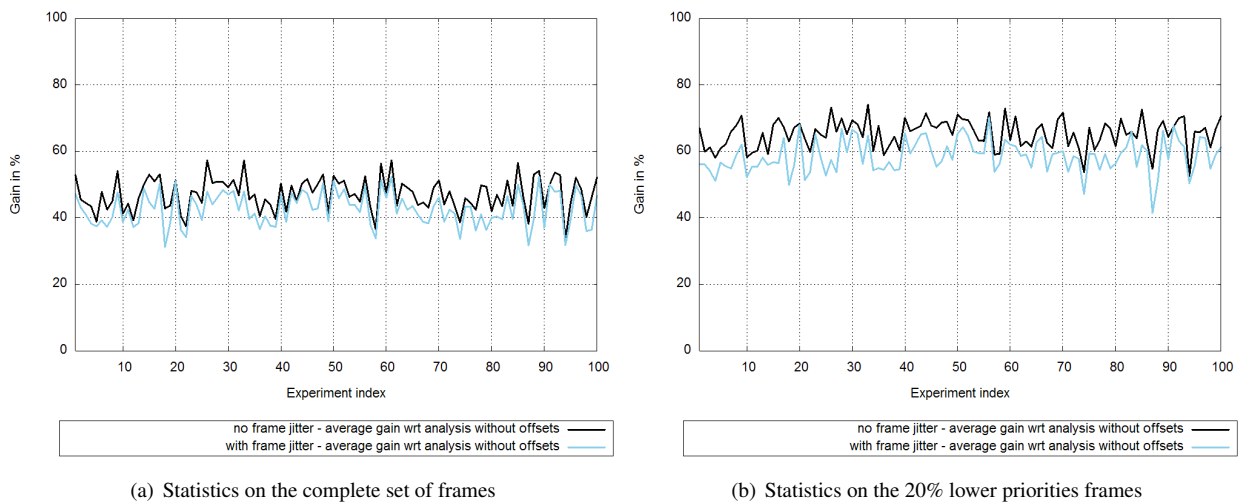 100
80
60
40
20
0
Gain in %
10 20 30 40 50 60 70 80 90 100
Experiment index
no frame jitter - average gain wrt analysis without offsets
with frame jitter - average gain wrt analysis without offsets
(a) Statistics on the complete set of frames
100
80
60
40
20
0
Gain in %
10 20 30 40 50 60 70 80 90 100
Experiment index
no frame jitter - average gain wrt analysis without offsets
with frame jitter - average gain wrt analysis without offsets
(b) Statistics on the 20% lower priorities frames